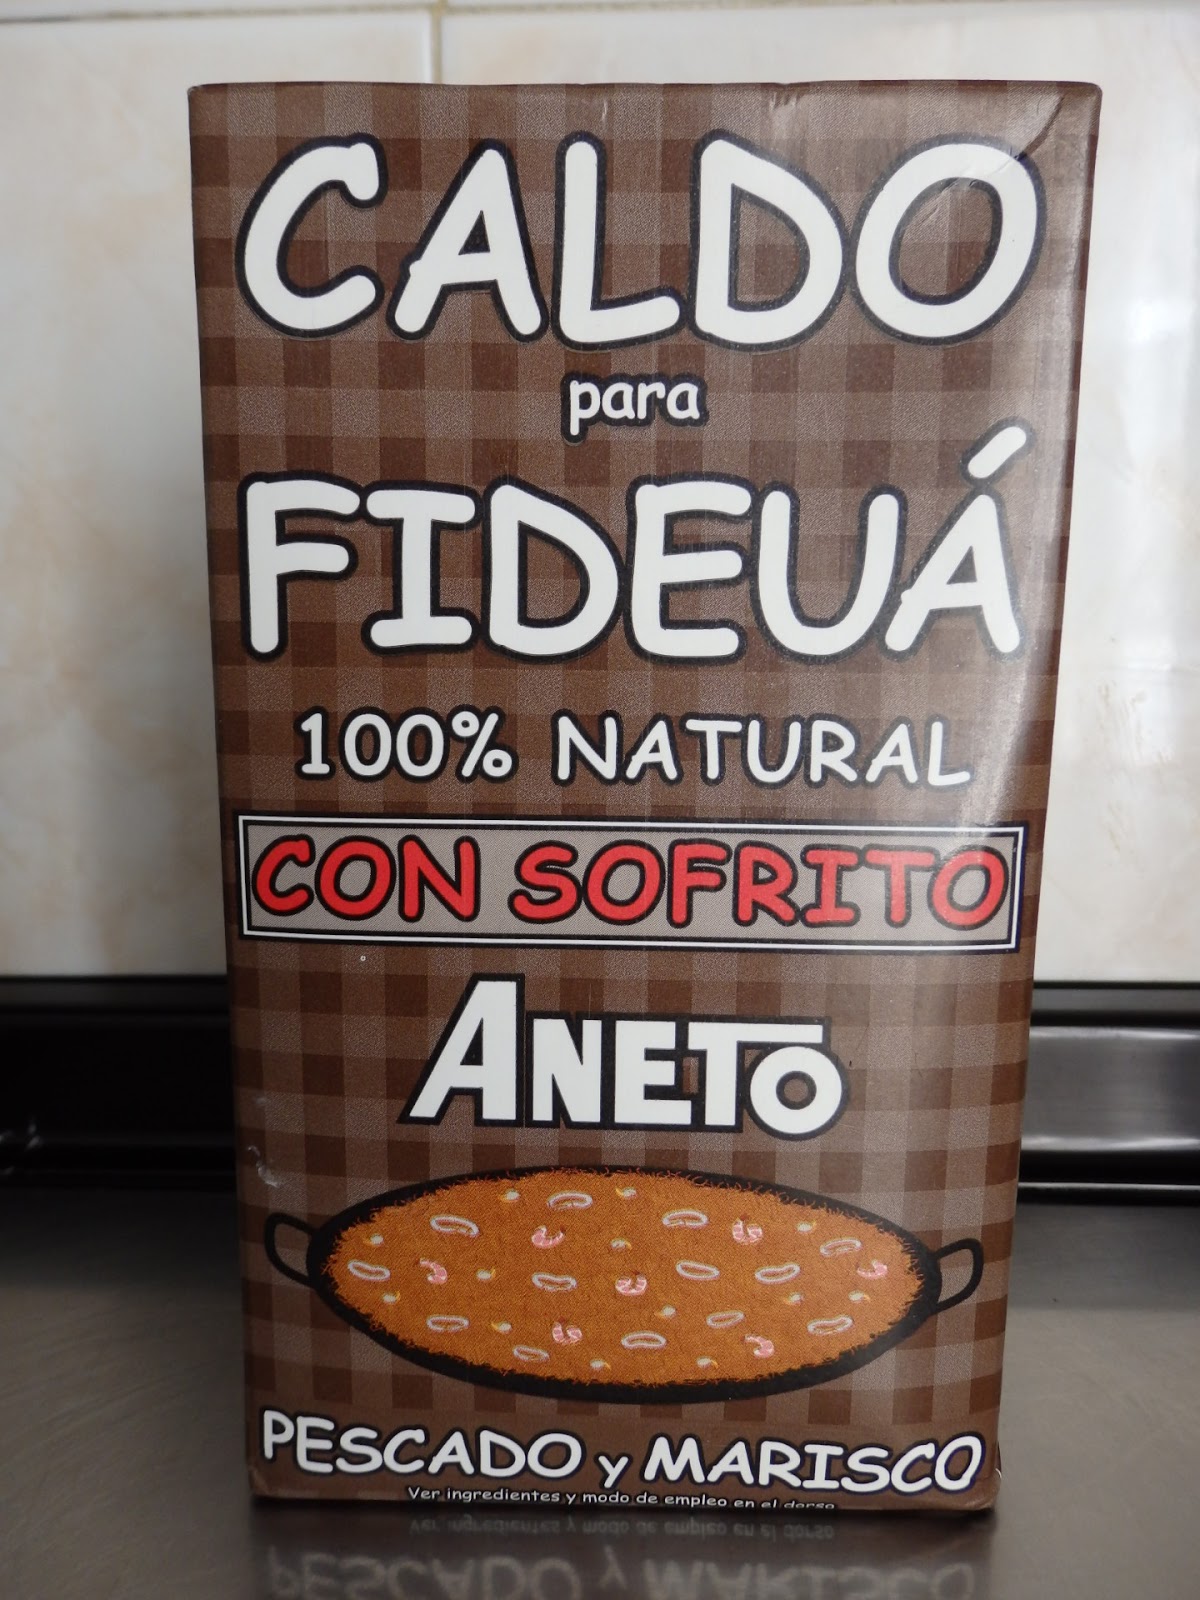 CALDO
para
FIDEUÁ
100% NATURAL
CON SOFRITO
ANETO
PESCADO y MARISCO
Ver ingredientes y modo de empleo en el dorso